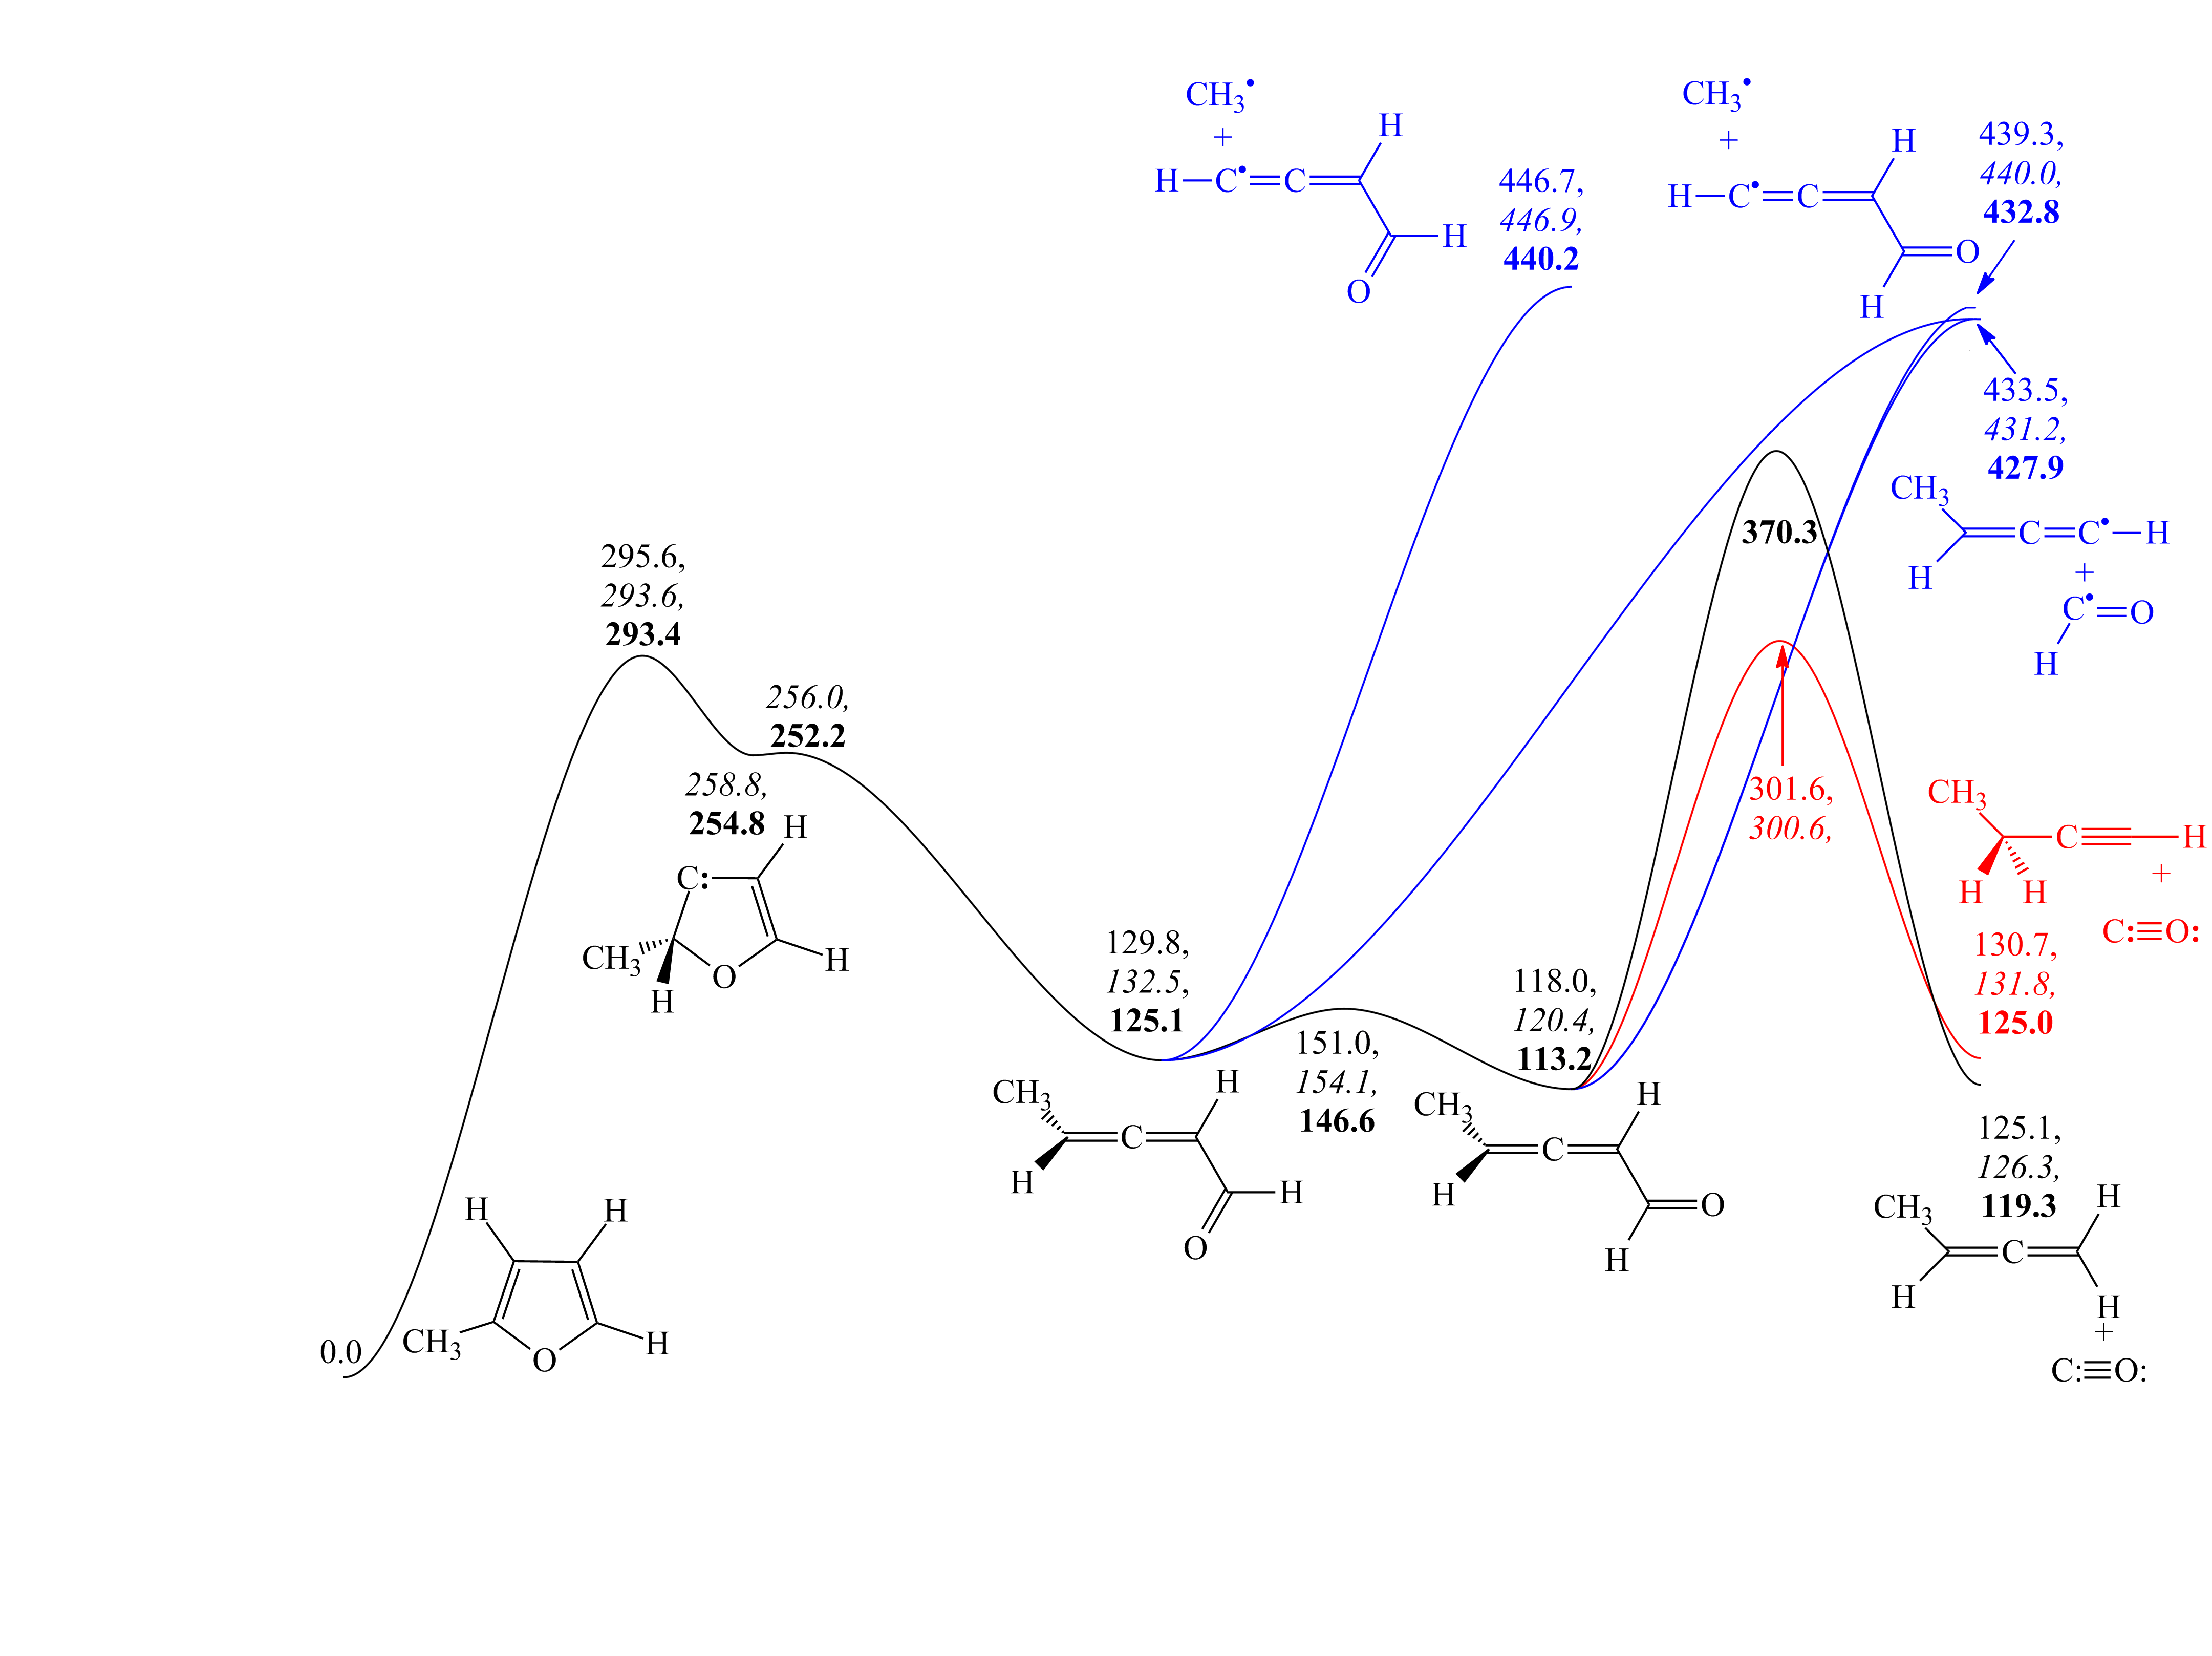 CH3•
+
H
H—C•=C=
H
O
446.7,
446.9,
440.2
CH3•
+
H
H—C•=C=
O
H
439.3,
440.0,
432.8
433.5,
431.2,
427.9
CH3
C=C•—H
H
+
C•=O
H
370.3
295.6,
293.6,
293.4
256.0,
252.2
258.8,
254.8
H
C:
CH3
H
O
H
301.6,
300.6,
CH3
C≡—H
H H
+
C:≡O:
130.7,
131.8,
125.0
129.8,
132.5,
125.1
H
CH3
C
H
H
O
151.0,
154.1,
146.6
118.0,
120.4,
113.2
H
CH3
C
H
O
H
125.1,
126.3,
119.3
H
CH3
C
H
H
+
C:≡O:
0.0
H H
CH3
O
H